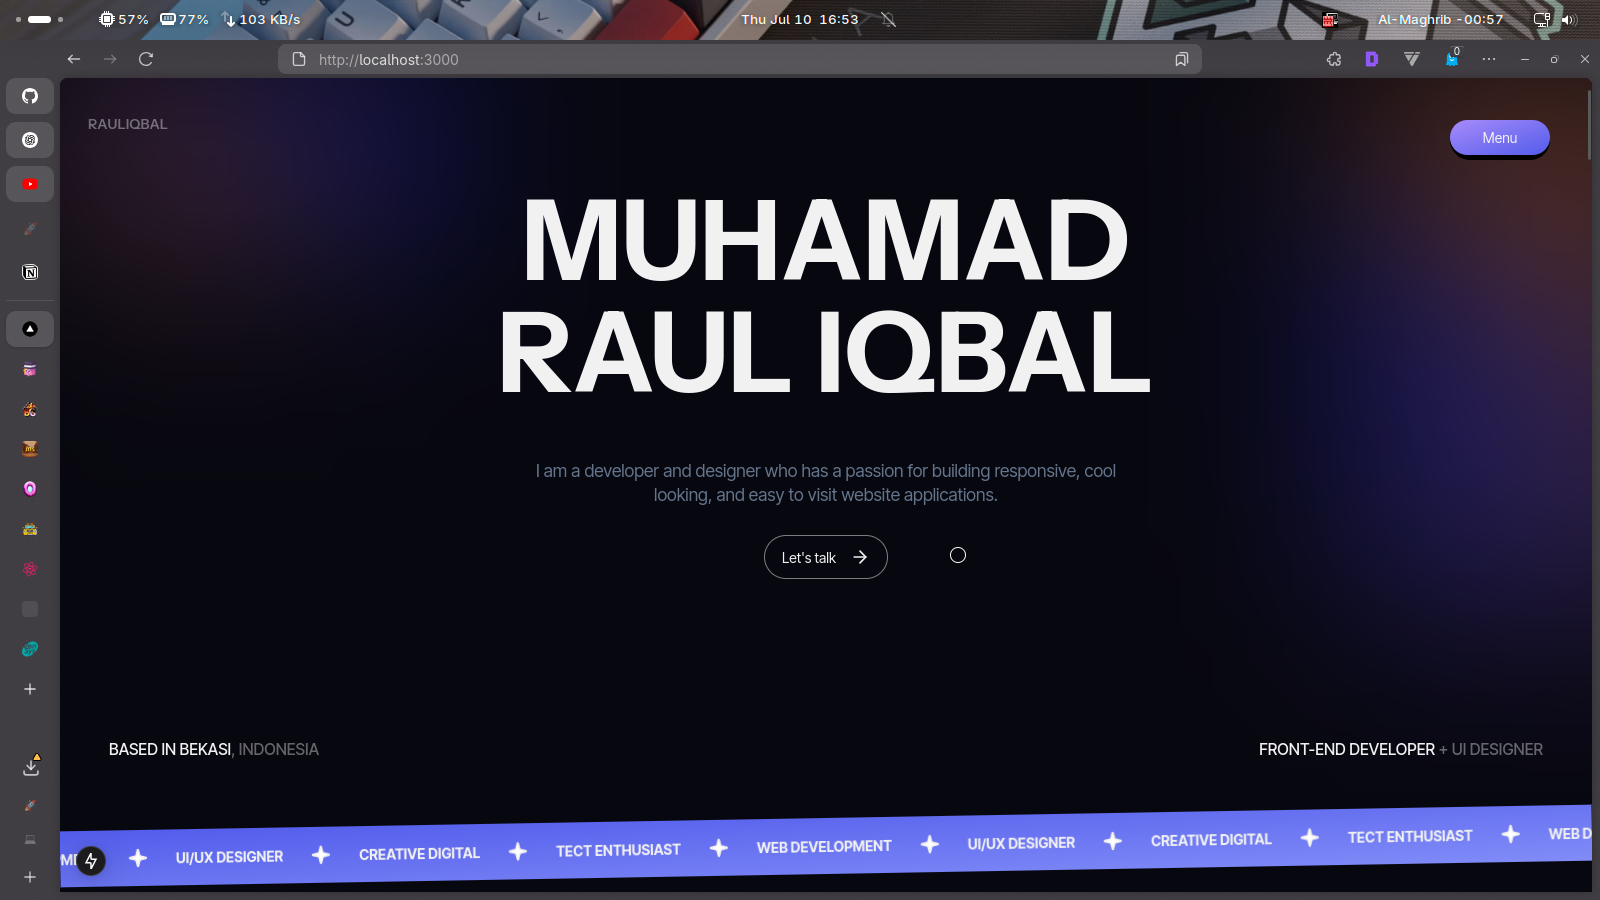 57% 77% 103 KB/s
Thu Jul 10 16:53
Al-Maghrib -00:57
http://localhost:3000
0
RAULIQBAL
Menu
MUHAMAD
RAUL IQBAL
I am a developer and designer who has a passion for building responsive, cool
looking, and easy to visit website applications.
Let's talk
BASED IN BEKASI, INDONESIA
FRONT-END DEVELOPER + UI DESIGNER
UI/UX DESIGNER CREATIVE DIGITAL TECT ENTHUSIAST WEB DEVELOPMENT UI/UX DESIGNER CREATIVE DIGITAL TECT ENTHUSIAST WEB D